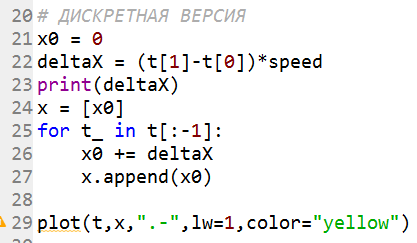 20 # ДИСКРЕТНАЯ ВЕРСИЯ
21 x0 = 0
22 deltaX = (t[1]-t[0])*speed
23 print(deltaX)
24 x = [x0]
25 for t_ in t[:-1]:
26     x0 += deltaX
27     x.append(x0)
28
29 plot(t,x,".-",lw=1,color="yellow")